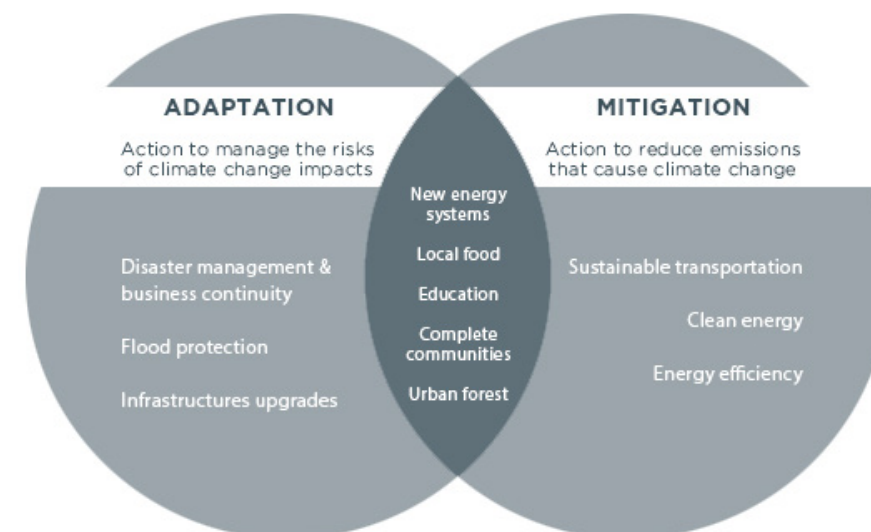 ADAPTATION
Action to manage the risks
of climate change impacts
Disaster management &
business continuity
Flood protection
Infrastructures upgrades
New energy
systems
Local food
Education
Complete
communities
Urban forest
MITIGATION
Action to reduce emissions
that cause climate change
Sustainable transportation
Clean energy
Energy efficiency